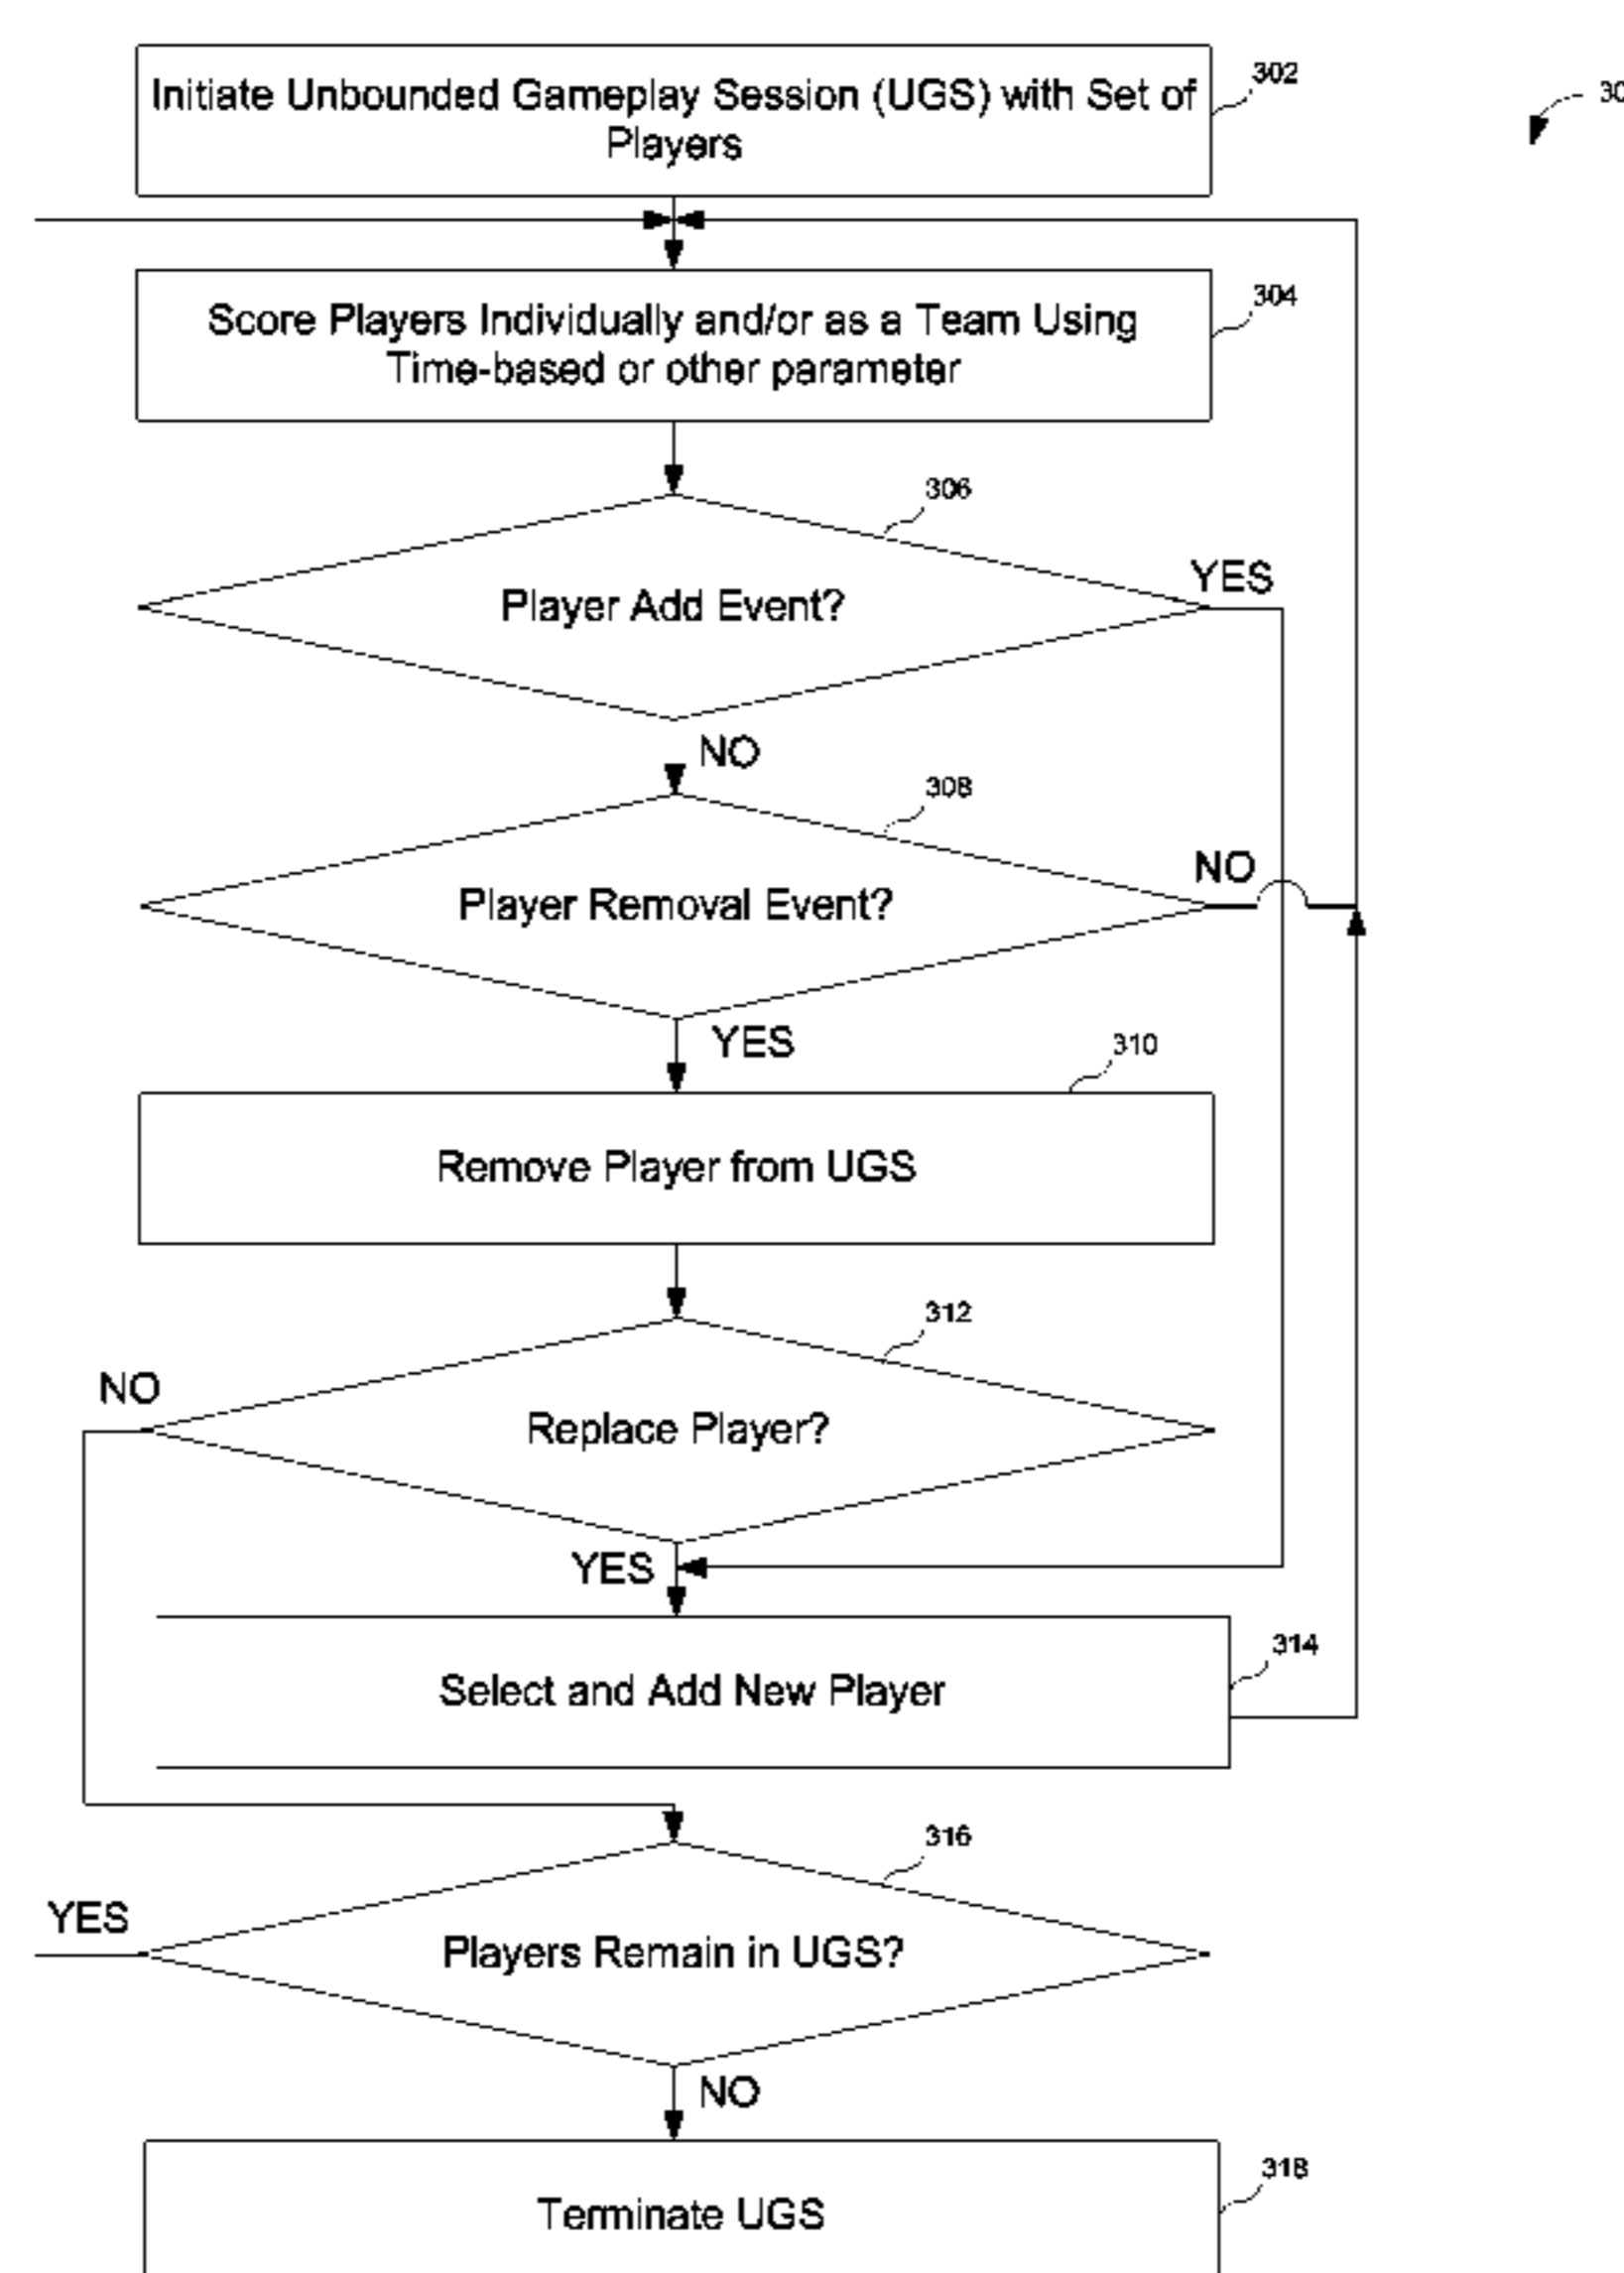 302
30
Initiate Unbounded Gameplay Session (UGS) with Set of
Players
304
Score Players Individually and/or as a Team Using
Time-based or other parameter
306
YES
Player Add Event?
NO
308
NO
Player Removal Event?
YES
310
Remove Player from UGS
312
NO
Replace Player?
YES
314
Select and Add New Player
316
YES
Players Remain in UGS?
NO
318
Terminate UGS